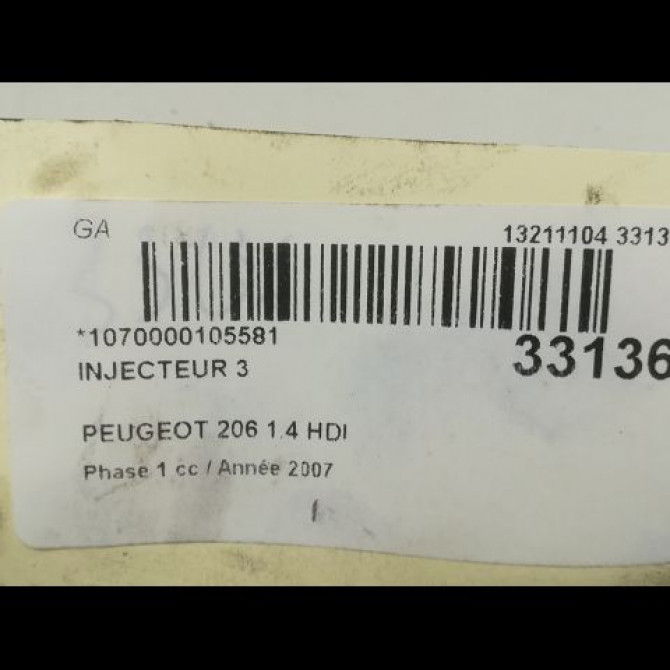 GA
13211104 3313
*1070000105581
33136
INJECTEUR 3
PEUGEOT 206 1.4 HDI
Phase 1 cc / Année 2007